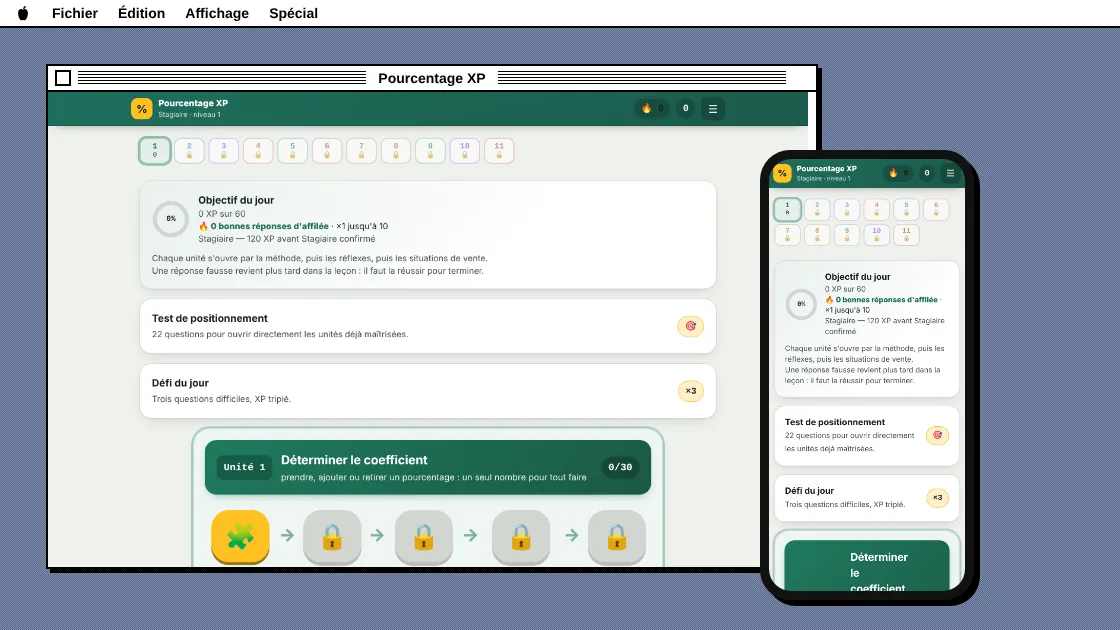 Fichier Édition Affichage Spécial
Pourcentage XP
% Pourcentage XP
Stagiaire · niveau 1
0 0
1 2 3 4 5 6 7 8 9 10 11
0
0%
Objectif du jour
0 XP sur 60
0 bonnes réponses d'affilée · ×1 jusqu'à 10
Stagiaire — 120 XP avant Stagiaire confirmé
Chaque unité s'ouvre par la méthode, puis les réflexes, puis les situations de vente.
Une réponse fausse revient plus tard dans la leçon : il faut la réussir pour terminer.
Test de positionnement
22 questions pour ouvrir directement les unités déjà maîtrisées.
Défi du jour
Trois questions difficiles, XP triplé.
×3
Unité 1
Déterminer le coefficient
prendre, ajouter ou retirer un pourcentage : un seul nombre pour tout faire
0/30
% Pourcentage XP
Stagiaire · niveau 1
0 0
1 2 3 4 5 6
0
7 8 9 10 11
0%
Objectif du jour
0 XP sur 60
0 bonnes réponses d'affilée ·
×1 jusqu'à 10
Stagiaire — 120 XP avant Stagiaire
confirmé
Chaque unité s'ouvre par la méthode, puis les
réflexes, puis les situations de vente.
Une réponse fausse revient plus tard dans la
leçon : il faut la réussir pour terminer.
Test de positionnement
22 questions pour ouvrir directement
les unités déjà maîtrisées.
Défi du jour
Trois questions difficiles, XP triplé.
×3
Déterminer
le
coefficient